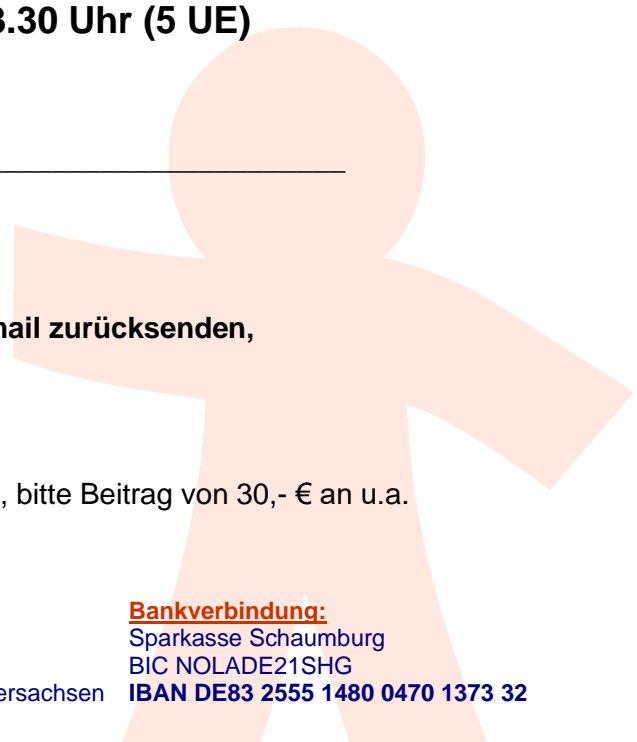 3.30 Uhr (5 UE)
ail zurücksenden,
, bitte Beitrag von 30,- € an u.a.
Bankverbindung:
Sparkasse Schaumburg
BIC NOLADE21SHG
ersachsen IBAN DE83 2555 1480 0470 1373 32